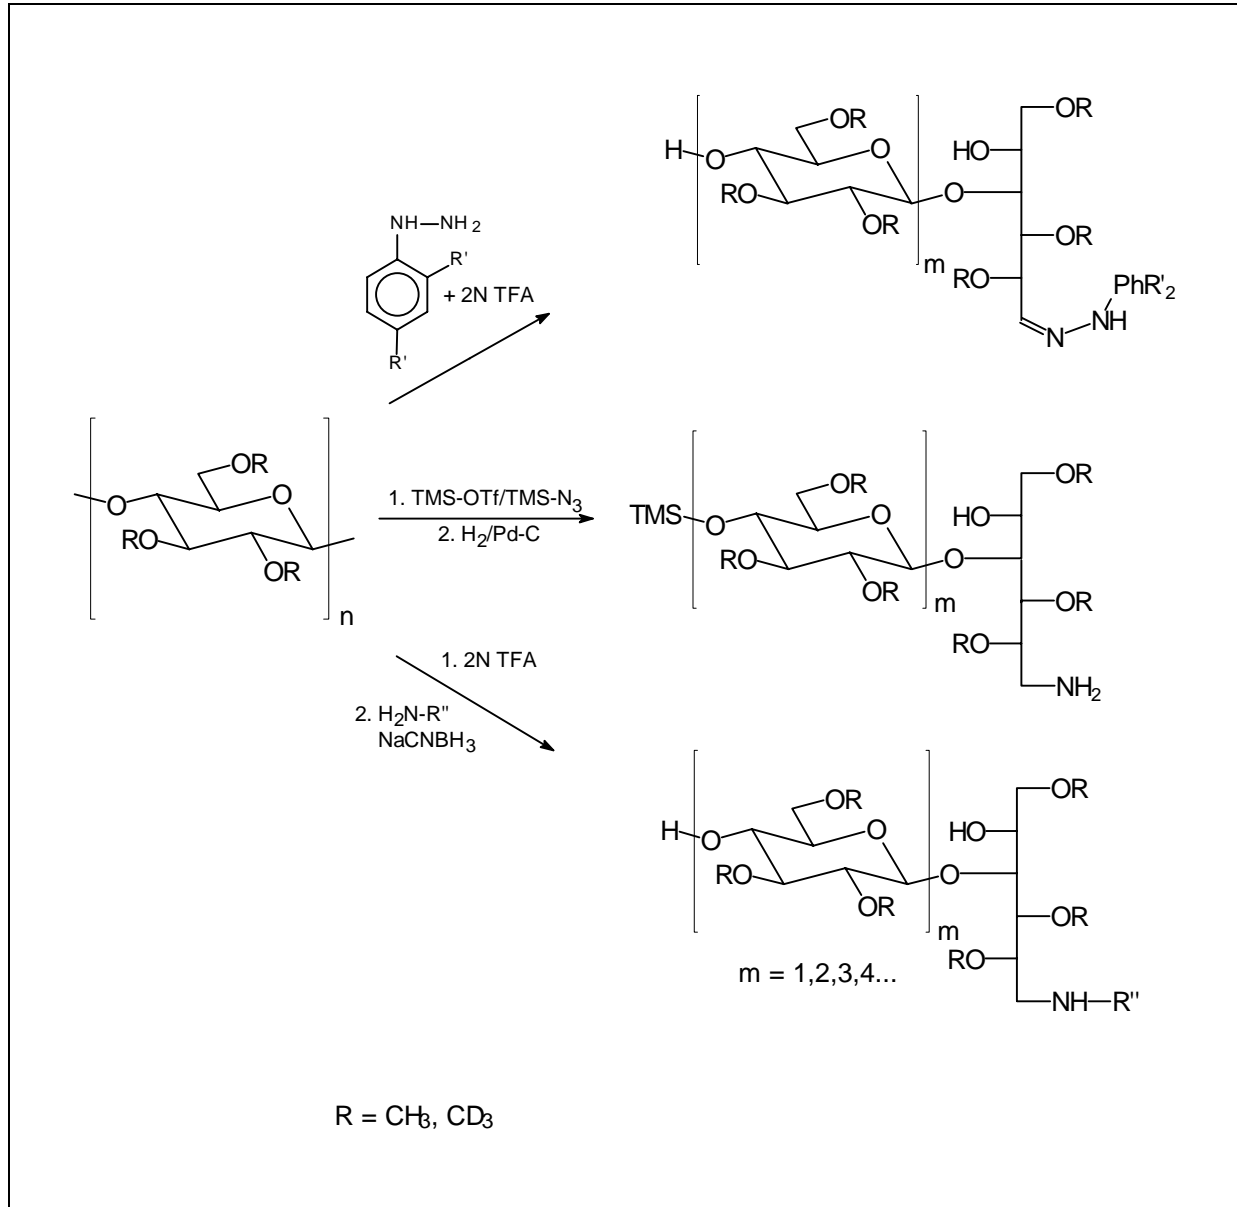 OR
OR
HO
H
O
O
O
RO
OR
OR
m
RO
PhR'2
N
NH
NH—NH2
R'
+ 2N TFA
R'
OR
O
O
RO
OR
n
1. TMS-OTf/TMS-N3
2. H2/Pd-C
OR
OR
HO
TMS
O
O
O
RO
OR
OR
m
RO
NH2
1. 2N TFA
2. H2N-R"
NaCNBH3
OR
OR
HO
H
O
O
O
RO
OR
OR
m
RO
NH—R"
m = 1,2,3,4...
R = CH3, CD3